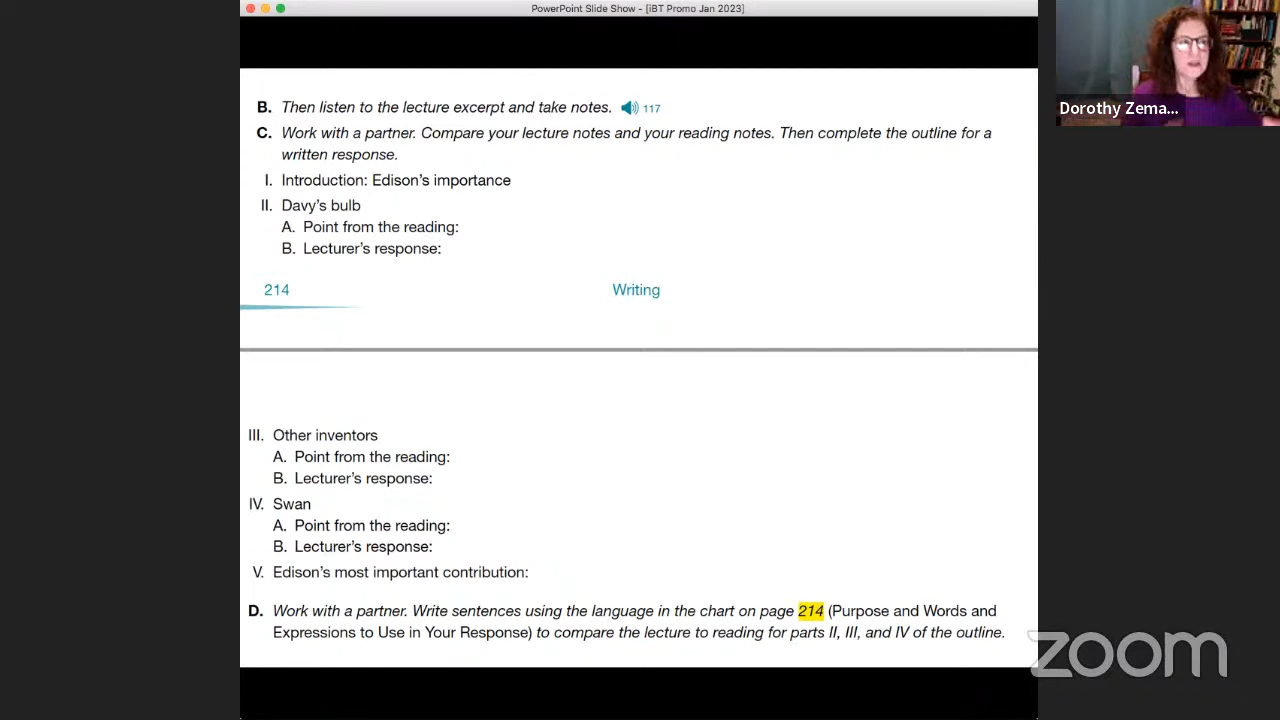 PowerPoint Slide Show - [iBT Promo Jan 2023]
Dorothy Zema...
B. Then listen to the lecture excerpt and take notes. 117
C. Work with a partner. Compare your lecture notes and your reading notes. Then complete the outline for a
written response.
I. Introduction: Edison's importance
II. Davy's bulb
A. Point from the reading:
B. Lecturer's response:
214 Writing
III. Other inventors
A. Point from the reading:
B. Lecturer's response:
IV. Swan
A. Point from the reading:
B. Lecturer's response:
V. Edison's most important contribution:
D. Work with a partner. Write sentences using the language in the chart on page 214 (Purpose and Words and
Expressions to Use in Your Response) to compare the lecture to reading for parts II, III, and IV of the outline.
zoom